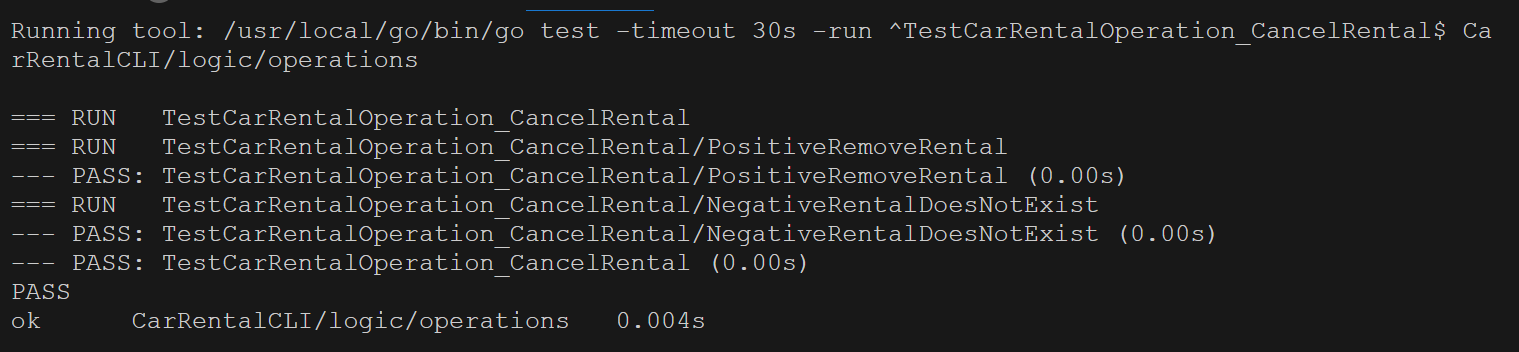 Running tool: /usr/local/go/bin/go test -timeout 30s -run ^TestCarRentalOperation_CancelRental$ Ca
rRentalCLI/logic/operations
=== RUN   TestCarRentalOperation_CancelRental
=== RUN   TestCarRentalOperation_CancelRental/PositiveRemoveRental
--- PASS: TestCarRentalOperation_CancelRental/PositiveRemoveRental (0.00s)
=== RUN   TestCarRentalOperation_CancelRental/NegativeRentalDoesNotExist
--- PASS: TestCarRentalOperation_CancelRental/NegativeRentalDoesNotExist (0.00s)
--- PASS: TestCarRentalOperation_CancelRental (0.00s)
PASS
ok      CarRentalCLI/logic/operations   0.004s